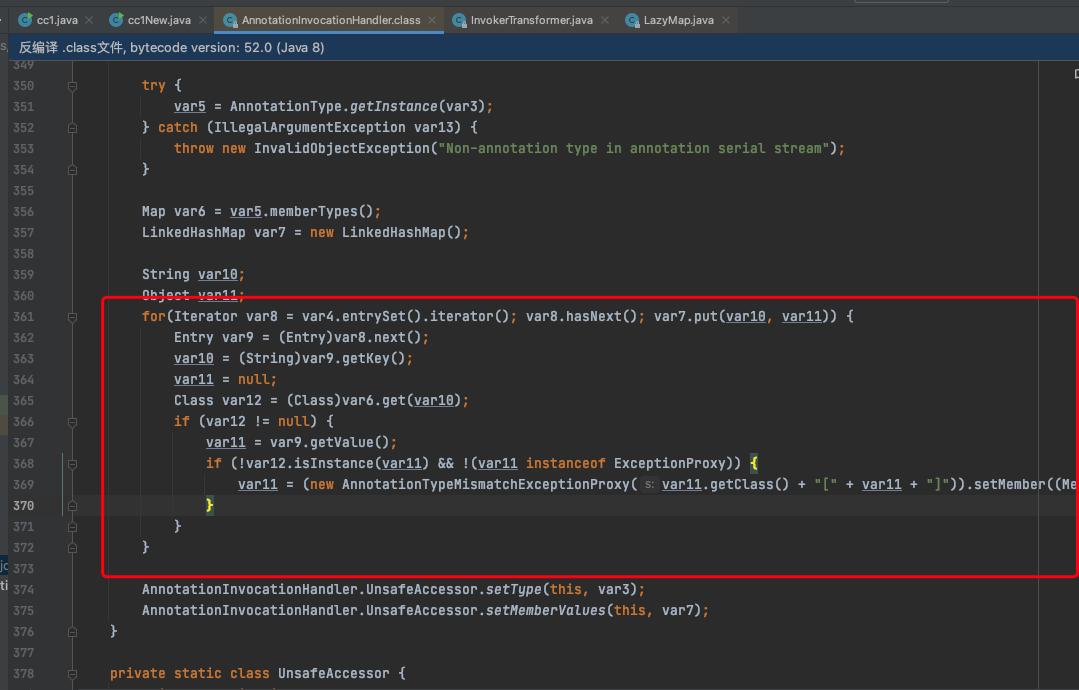 cc1.java cc1New.java AnnotationInvocationHandler.class InvokerTransformer.java LazyMap.java
反编译 .class文件, bytecode version: 52.0 (Java 8)
349
350 try {
351 var5 = AnnotationType.getInstance(var3);
352 } catch (IllegalArgumentException var13) {
353 throw new InvalidObjectException("Non-annotation type in annotation serial stream");
354 }
355
356 Map var6 = var5.memberTypes();
357 LinkedHashMap var7 = new LinkedHashMap();
358
359 String var10;
360 Object var11;
361 for(Iterator var8 = var4.entrySet().iterator(); var8.hasNext(); var7.put(var10, var11)) {
362 Entry var9 = (Entry)var8.next();
363 var10 = (String)var9.getKey();
364 var11 = null;
365 Class var12 = (Class)var6.get(var10);
366 if (var12 != null) {
367 var11 = var9.getValue();
368 if (!var12.isInstance(var11) && !(var11 instanceof ExceptionProxy)) {
369 var11 = (new AnnotationTypeMismatchExceptionProxy( s: var11.getClass() + "[" + var11 + "]")).setMember((Me
370 }
371 }
372 }
373
374 AnnotationInvocationHandler.UnsafeAccessor.setType(this, var3);
375 AnnotationInvocationHandler.UnsafeAccessor.setMemberValues(this, var7);
376 }
377
378 private static class UnsafeAccessor {